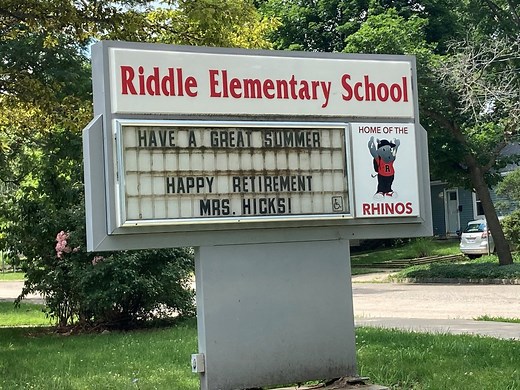 Riddle Elementary School
HAVE A GREAT SUMMER
HAPPY RETIREMENT
MRS. HICKS!
HOME OF THE
R
RHINOS